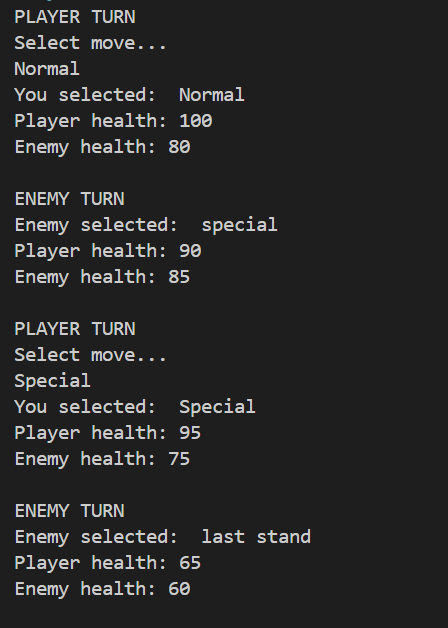 PLAYER TURN
Select move...
Normal
You selected:  Normal
Player health: 100
Enemy health: 80
ENEMY TURN
Enemy selected:  special
Player health: 90
Enemy health: 85
PLAYER TURN
Select move...
Special
You selected:  Special
Player health: 95
Enemy health: 75
ENEMY TURN
Enemy selected:  last stand
Player health: 65
Enemy health: 60